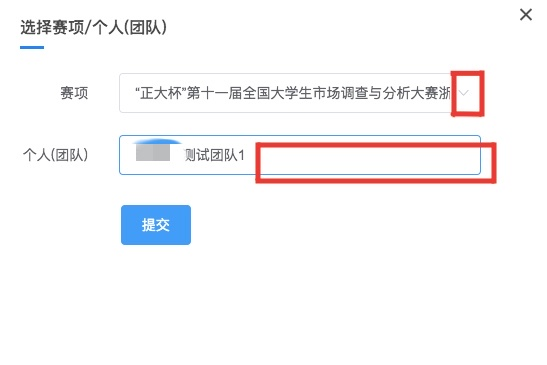 选择赛项/个人(团队)
赛项
“正大杯”第十一届全国大学生市场调查与分析大赛浙
个人(团队)
测试团队1
提交